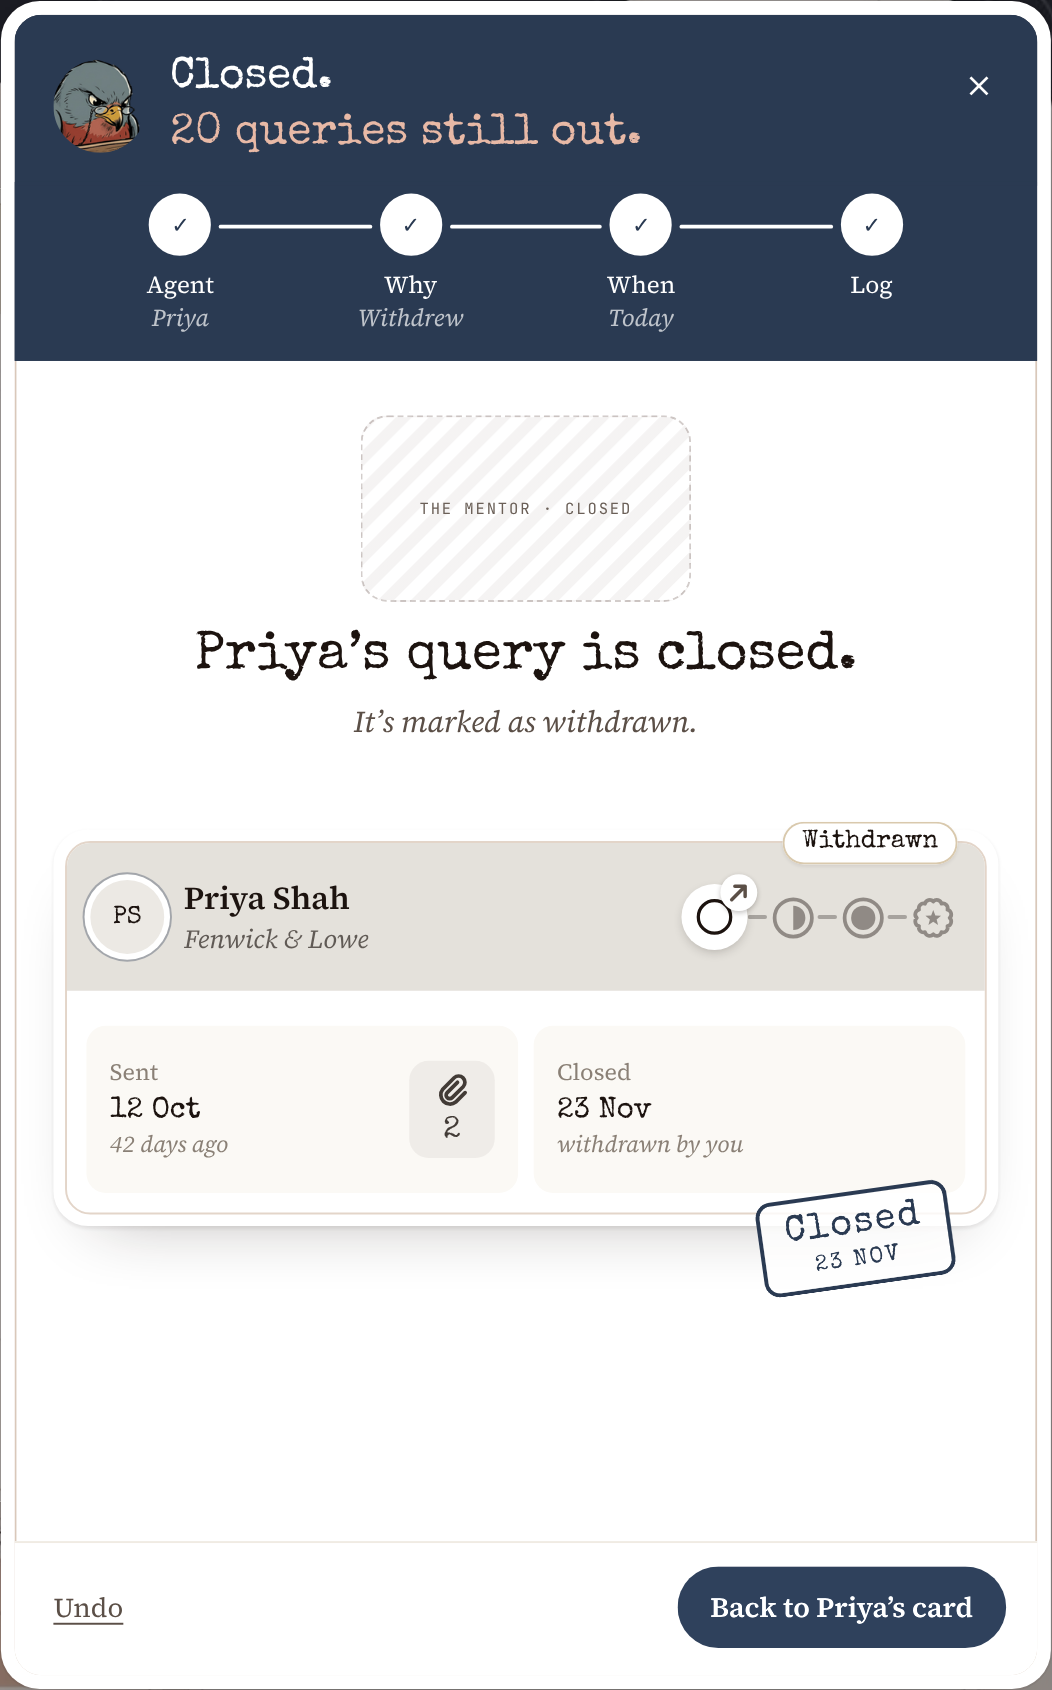 Closed.
20 queries still out.
✓ ✓ ✓ ✓
Agent Why When Log
Priya Withdrew Today
THE MENTOR · CLOSED
Priya’s query is closed.
It’s marked as withdrawn.
Withdrawn
PS
Priya Shah
Fenwick & Lowe
Sent
12 Oct
42 days ago
2
Closed
23 Nov
withdrawn by you
Closed
23 NOV
Undo
Back to Priya’s card